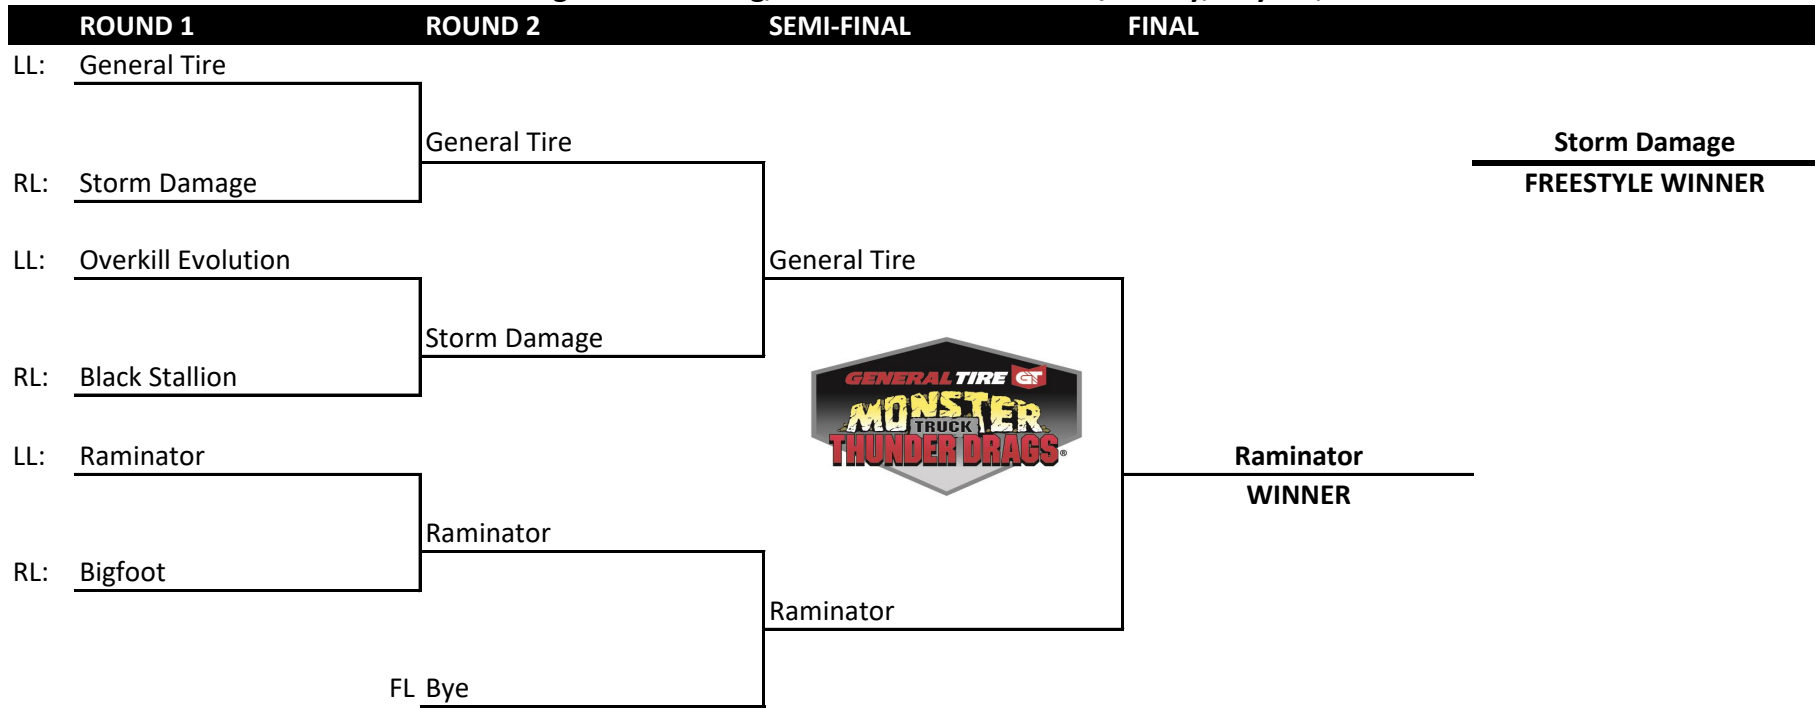 ROUND 1 ROUND 2 SEMI-FINAL FINAL
LL: General Tire
General Tire
Storm Damage
RL: Storm Damage
FREESTYLE WINNER
LL: Overkill Evolution
General Tire
Storm Damage
RL: Black Stallion
GENERAL TIRE GT
MONSTER
TRUCK
THUNDER DRAGS®
LL: Raminator
Raminator
WINNER
Raminator
RL: Bigfoot
Raminator
FL Bye